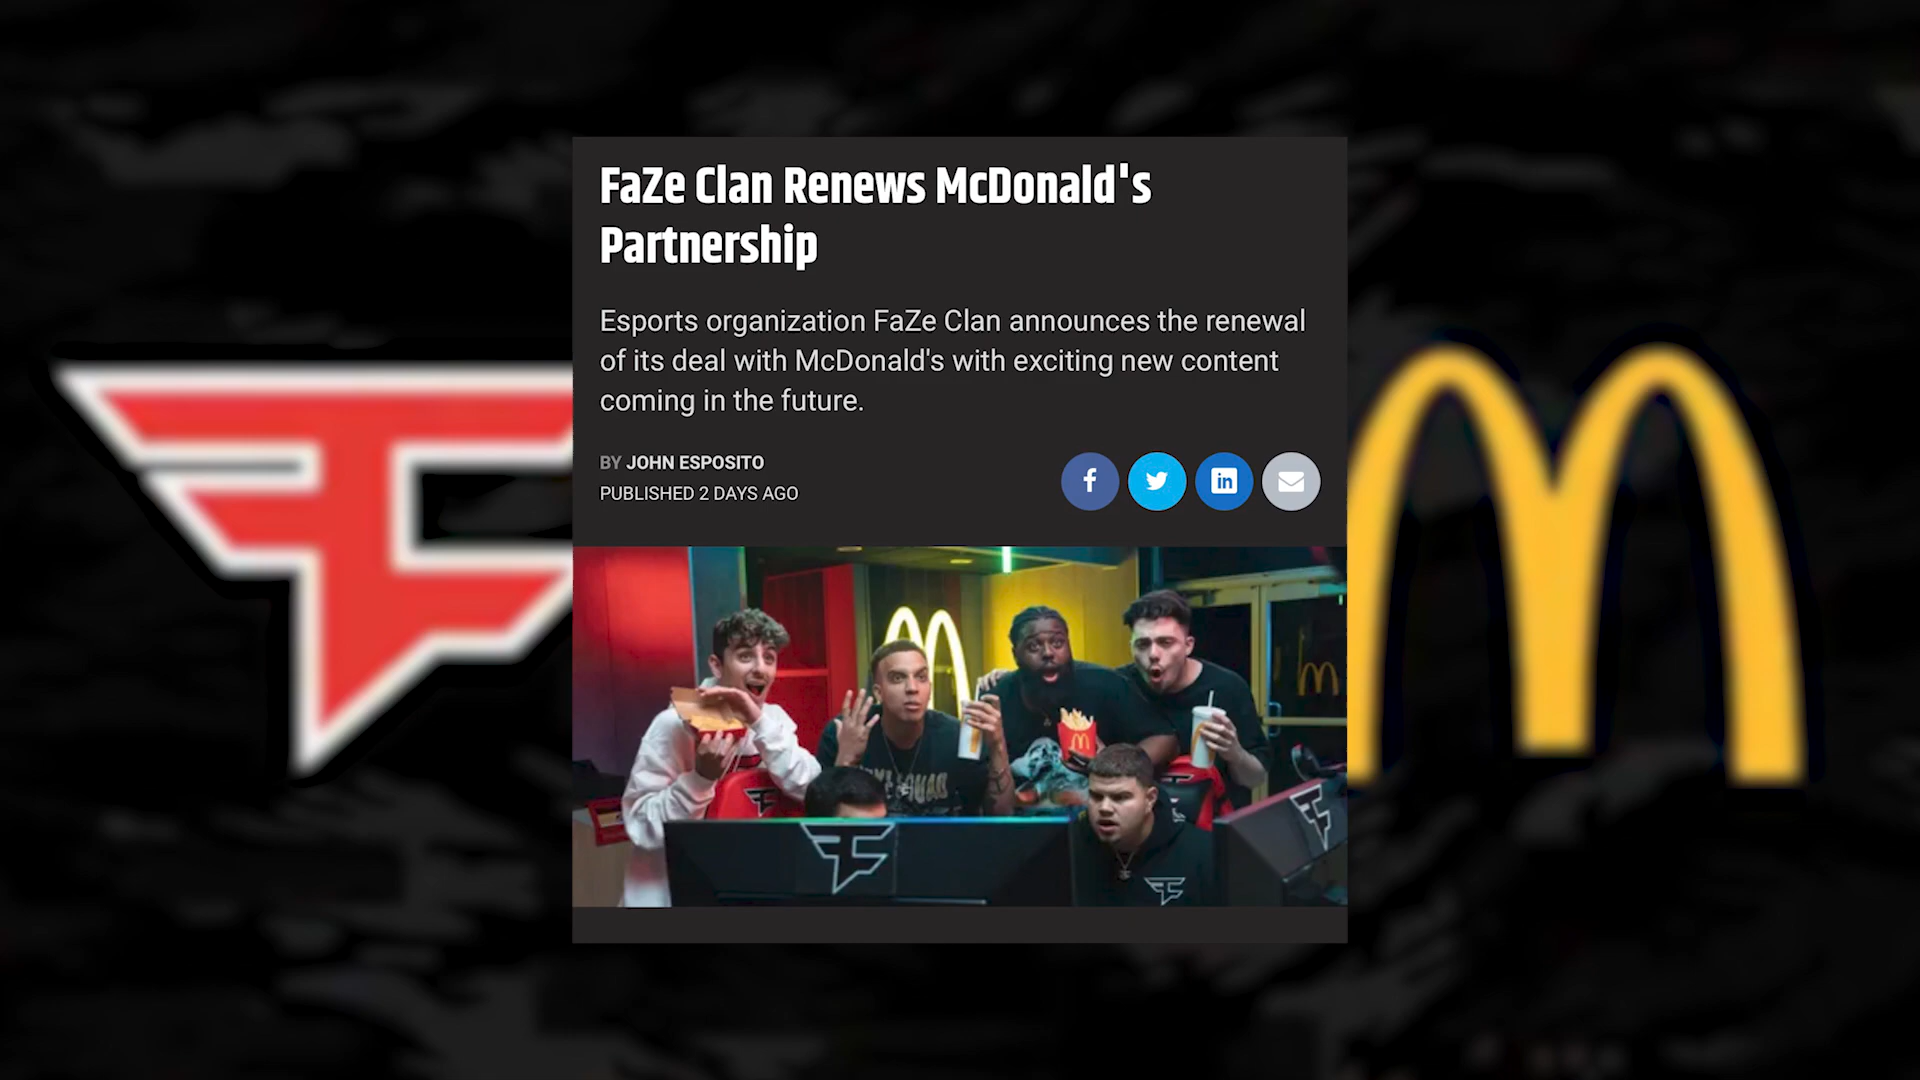 FaZe Clan Renews McDonald's
Partnership
Esports organization FaZe Clan announces the renewal
of its deal with McDonald's with exciting new content
coming in the future.
BY JOHN ESPOSITO
PUBLISHED 2 DAYS AGO